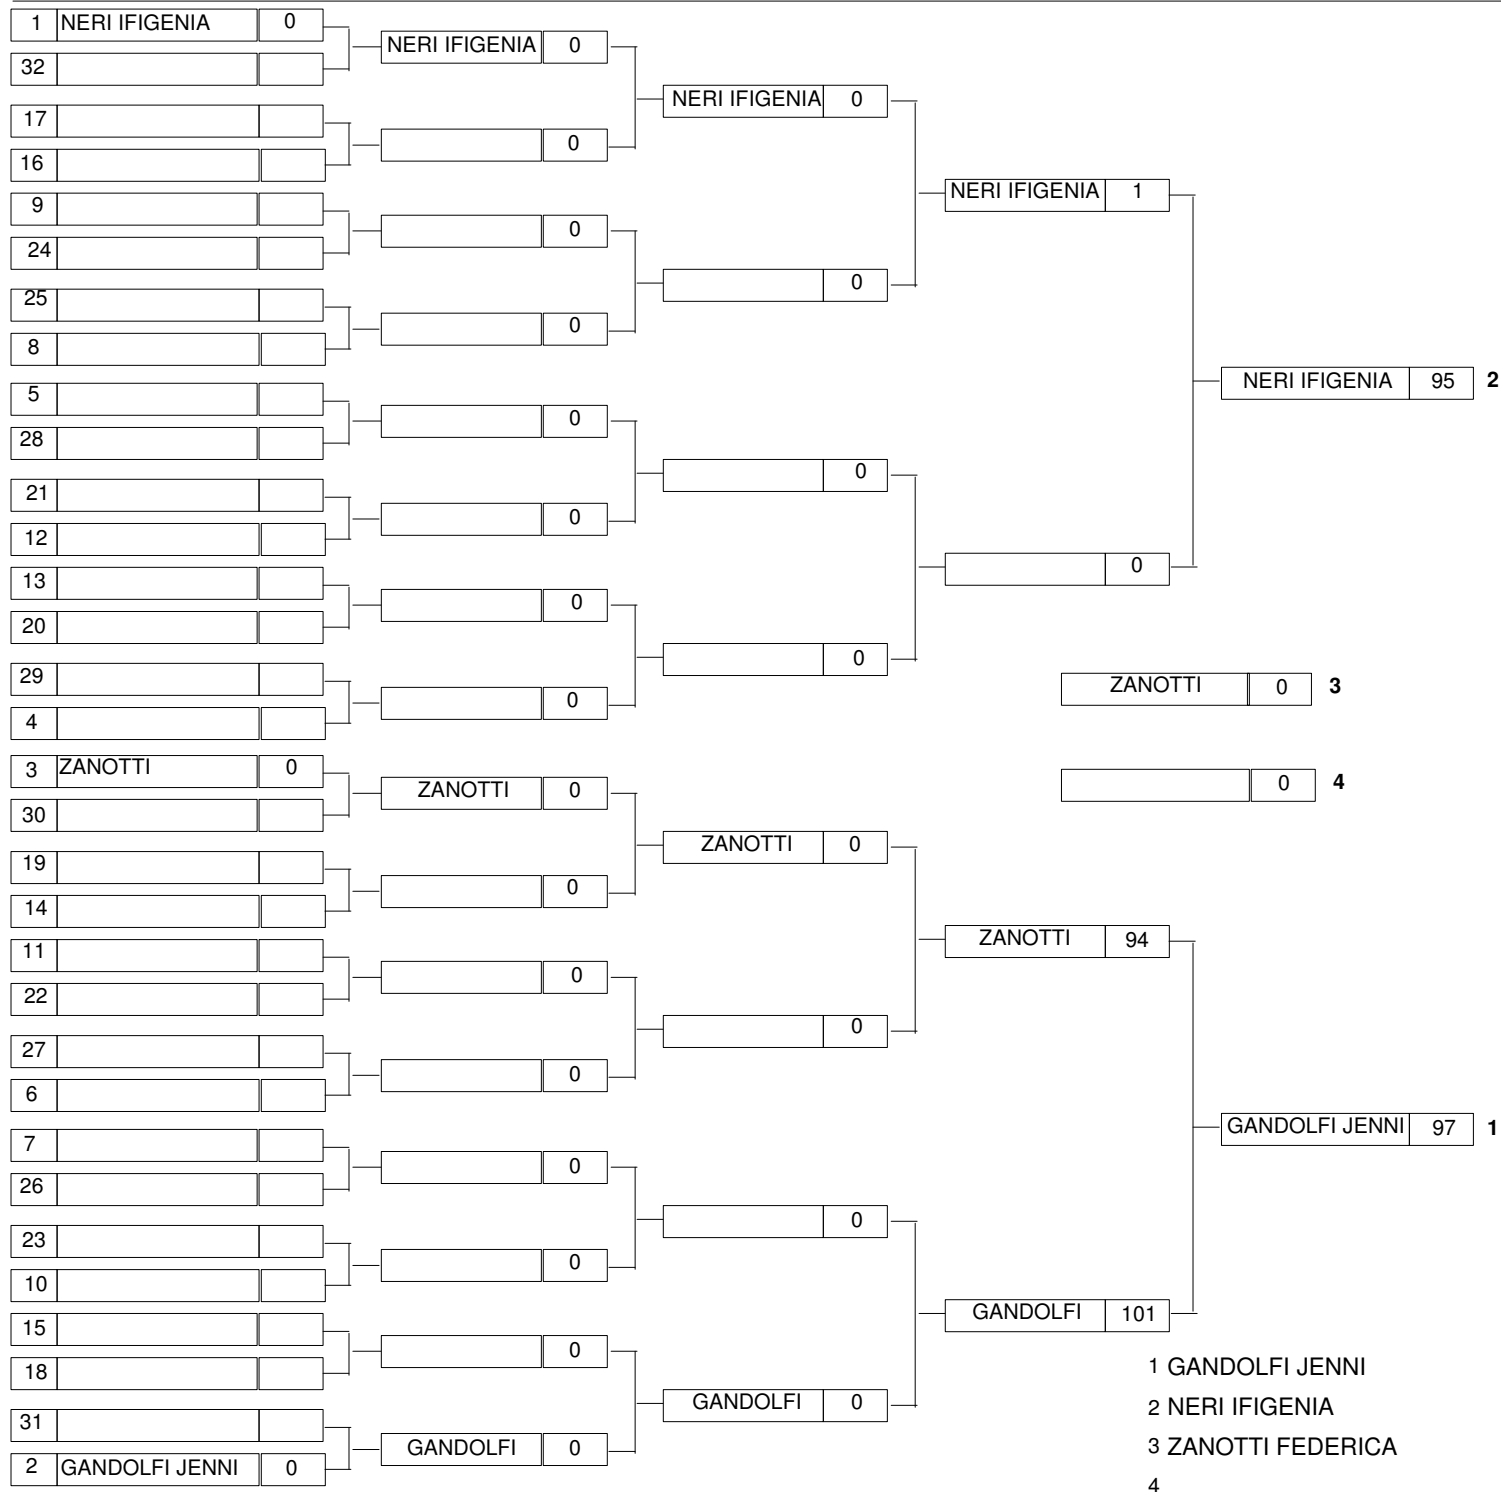 1 NERI IFIGENIA 0
32
17
16
9
24
25
8
5
28
21
12
13
20
29
4
3 ZANOTTI 0
30
19
14
11
22
27
6
7
26
23
10
15
18
31
2 GANDOLFI JENNI 0
NERI IFIGENIA 0
0
0
0
0
0
0
0
ZANOTTI 0
0
0
0
0
0
0
GANDOLFI 0
NERI IFIGENIA 0
0
0
0
ZANOTTI 0
0
0
GANDOLFI 0
NERI IFIGENIA 1
0
ZANOTTI 94
GANDOLFI 101
NERI IFIGENIA 95 2
ZANOTTI 0 3
0 4
GANDOLFI JENNI 97 1
1 GANDOLFI JENNI
2 NERI IFIGENIA
3 ZANOTTI FEDERICA
4